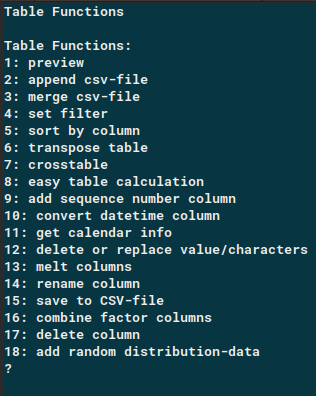 Table Functions
Table Functions:
1: preview
2: append csv-file
3: merge csv-file
4: set filter
5: sort by column
6: transpose table
7: crosstable
8: easy table calculation
9: add sequence number column
10: convert datetime column
11: get calendar info
12: delete or replace value/characters
13: melt columns
14: rename column
15: save to CSV-file
16: combine factor columns
17: delete column
18: add random distribution-data
?